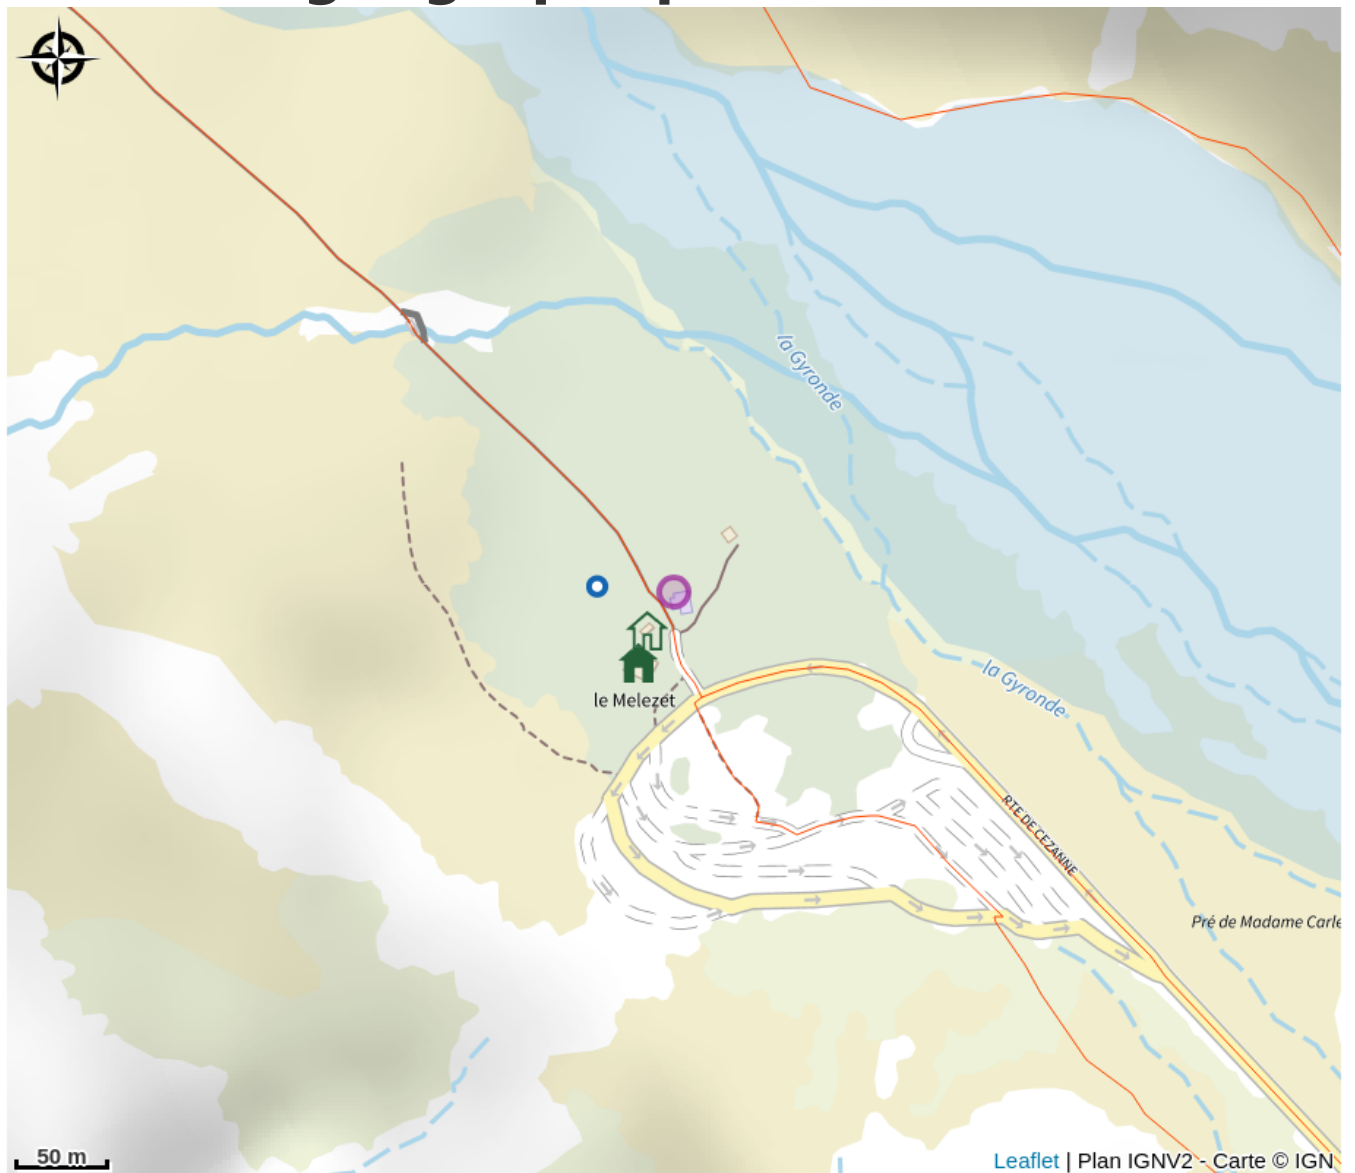 la Gyronde
la Gyronde
le Melezet
RTE DE CEZANNE
Pré de Madame Carle
50 m
Leaflet | Plan IGNV2 - Carte © IGN